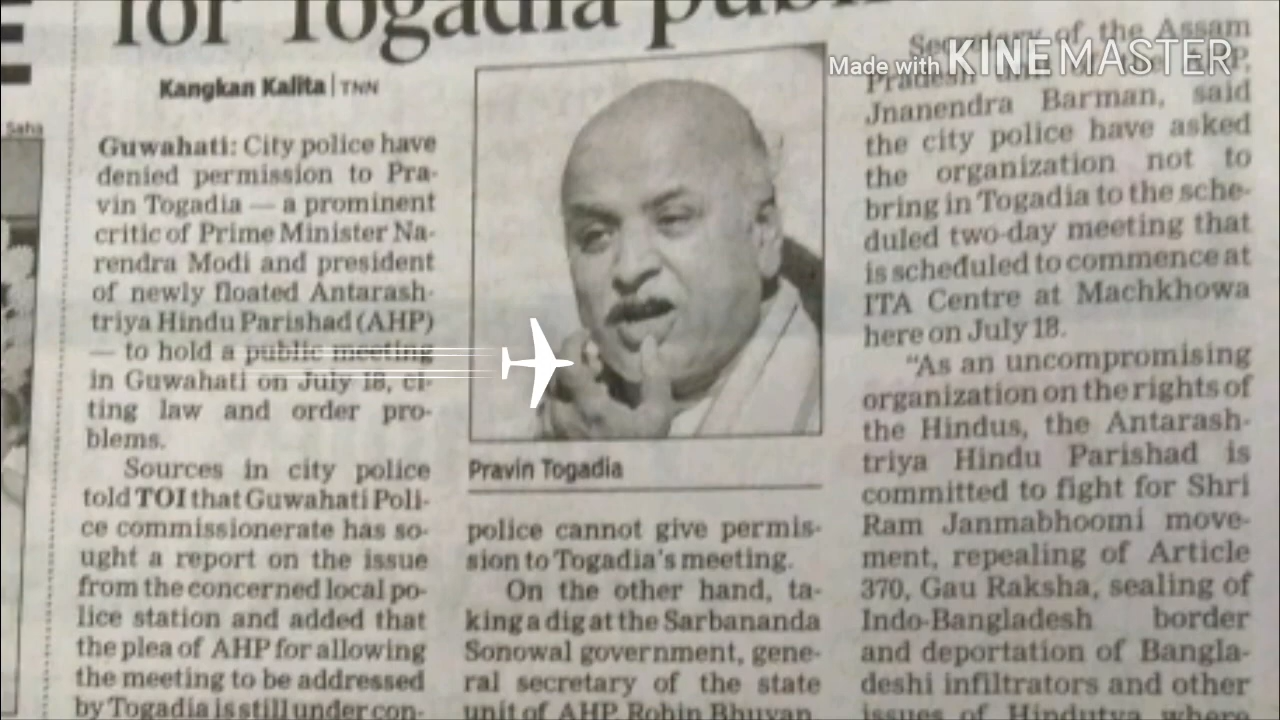 for Togadia
Kangkan Kalita | TNN
Saha
Guwahati: City police have
denied permission to Pra-
vin Togadia — a prominent
critic of Prime Minister Na-
rendra Modi and president
of newly floated Antarash-
triya Hindu Parishad (AHP)
— to hold a public meeting
in Guwahati on July 18, ci-
ting law and order pro-
blems.
Sources in city police
told TOI that Guwahati Poli-
ce commissionerate has so-
ught a report on the issue
from the concerned local po-
lice station and added that
the plea of AHP for allowing
the meeting to be addressed
by Togadia is still under con-
Pravin Togadia
police cannot give permis-
sion to Togadia's meeting.
On the other hand, ta-
king a dig at the Sarbananda
Sonowal government, gene-
ral secretary of the state
unit of AHP Robin Bhuyan,
Made with KINEMASTER
Secretary of the Assam
Pradesh
Jnanendra Barman, said
the city police have asked
the organization not to
bring in Togadia to the sche-
duled two-day meeting that
is scheduled to commence at
ITA Centre at Machkhowa
here on July 18.
"As an uncompromising
organization on the rights of
the Hindus, the Antarash-
triya Hindu Parishad is
committed to fight for Shri
Ram Janmabhoomi move-
ment, repealing of Article
370, Gau Raksha, sealing of
Indo-Bangladesh border
and deportation of Bangla-
deshi infiltrators and other
issues of Hindutva where